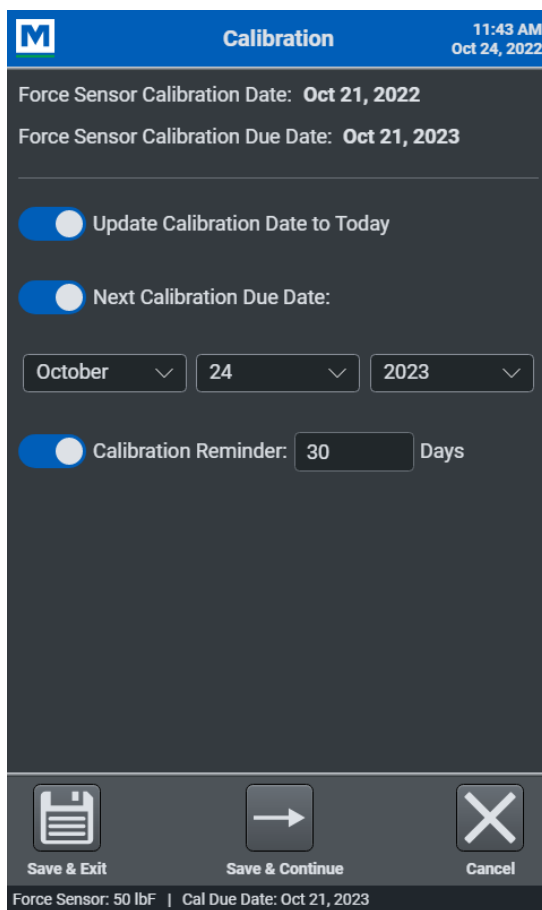 M
Calibration
11:43 AM
Oct 24, 2022
Force Sensor Calibration Date: Oct 21, 2022
Force Sensor Calibration Due Date: Oct 21, 2023
Update Calibration Date to Today
Next Calibration Due Date:
October 24 2023
Calibration Reminder: 30 Days
Save & Exit Save & Continue Cancel
Force Sensor: 50 lbF | Cal Due Date: Oct 21, 2023